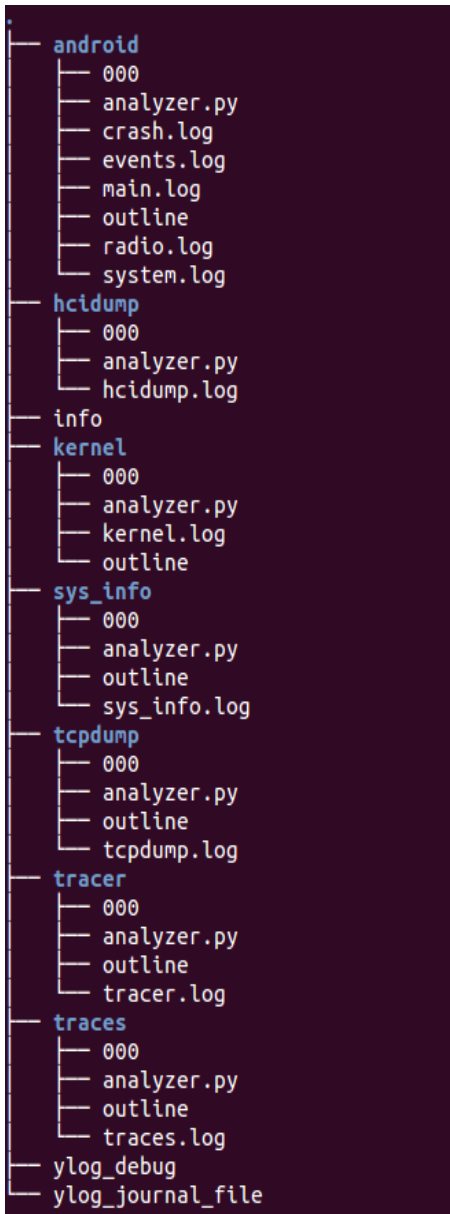 .
├── android
│   ├── 000
│   ├── analyzer.py
│   ├── crash.log
│   ├── events.log
│   ├── main.log
│   ├── outline
│   ├── radio.log
│   └── system.log
├── hcidump
│   ├── 000
│   ├── analyzer.py
│   └── hcidump.log
├── info
├── kernel
│   ├── 000
│   ├── analyzer.py
│   ├── kernel.log
│   └── outline
├── sys_info
│   ├── 000
│   ├── analyzer.py
│   ├── outline
│   └── sys_info.log
├── tcpdump
│   ├── 000
│   ├── analyzer.py
│   ├── outline
│   └── tcpdump.log
├── tracer
│   ├── 000
│   ├── analyzer.py
│   ├── outline
│   └── tracer.log
├── traces
│   ├── 000
│   ├── analyzer.py
│   ├── outline
│   └── traces.log
├── ylog_debug
└── ylog_journal_file